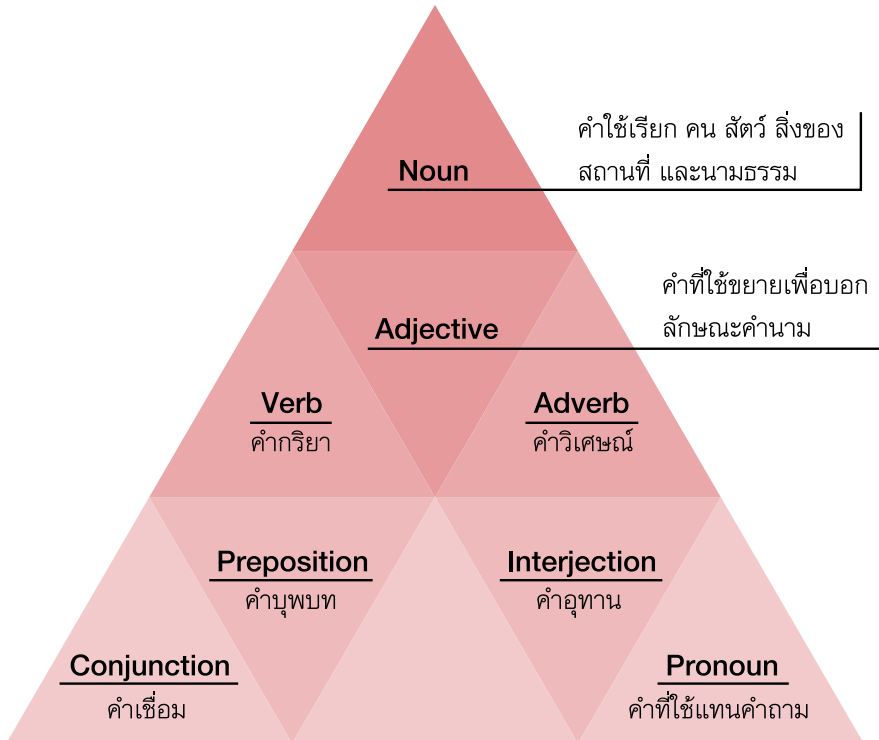 Noun
คำใช้เรียก คน สัตว์ สิ่งของ
สถานที่ และนามธรรม
Adjective
คำที่ใช้ขยายเพื่อบอก
ลักษณะคำนาม
Verb
คำกริยา
Adverb
คำวิเศษณ์
Preposition
คำบุพบท
Interjection
คำอุทาน
Conjunction
คำเชื่อม
Pronoun
คำที่ใช้แทนคำถาม